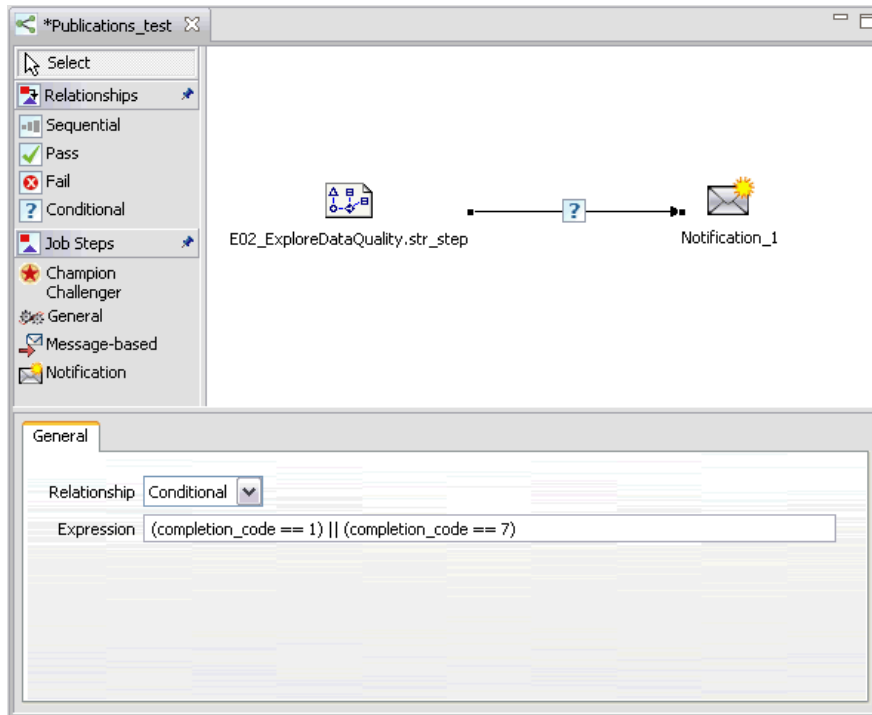 *Publications_test
Select
Relationships
Sequential
Pass
Fail
? Conditional
Job Steps
Champion
Challenger
General
Message-based
Notification
?
E02_ExploreDataQuality.str_step
Notification_1
General
Relationship Conditional
Expression (completion_code == 1) || (completion_code == 7)